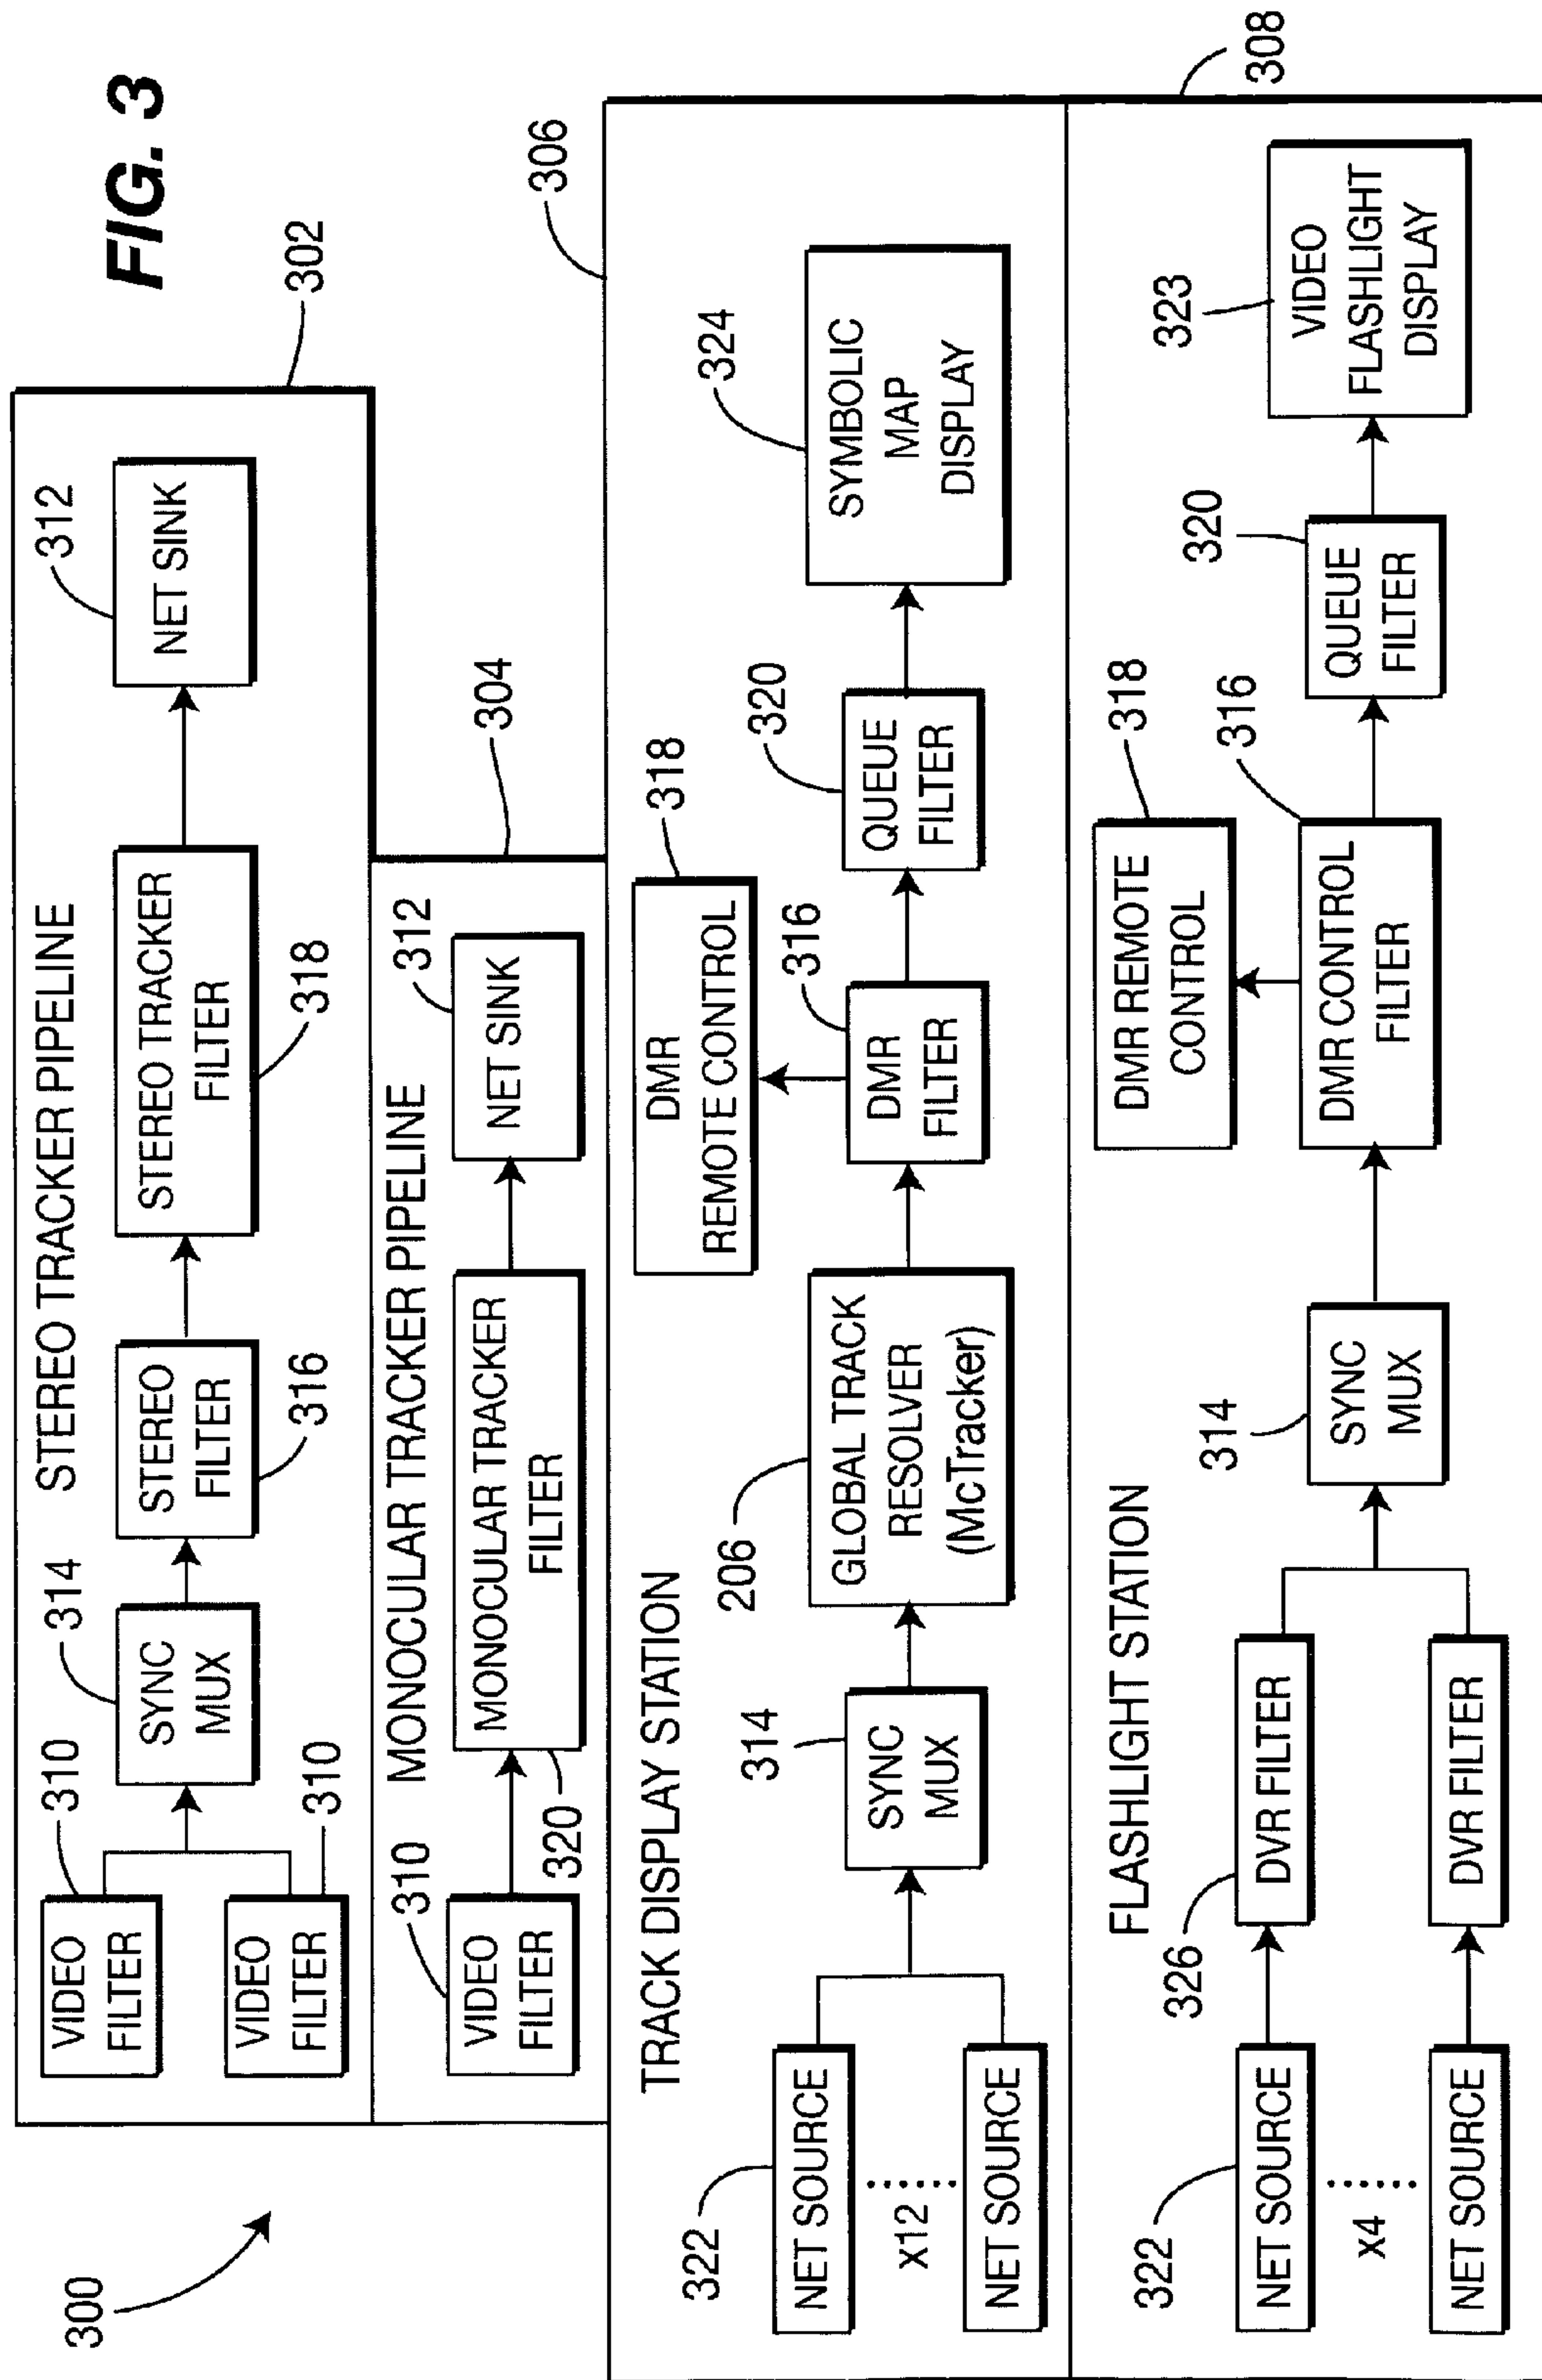 FIG. 3
300
302
STEREO TRACKER PIPELINE
310
VIDEO
FILTER
VIDEO
FILTER
310
314
SYNC
MUX
STEREO
FILTER
316
STEREO TRACKER
FILTER
318
312
NET SINK
304
MONOCULAR TRACKER PIPELINE
310
VIDEO
FILTER
320
MONOCULAR TRACKER
FILTER
312
NET SINK
306
TRACK DISPLAY STATION
322
NET SOURCE
x12
NET SOURCE
314
SYNC
MUX
206
GLOBAL TRACK
RESOLVER
(McTracker)
318
DMR
REMOTE CONTROL
316
DMR
FILTER
320
QUEUE
FILTER
324
SYMBOLIC
MAP
DISPLAY
308
FLASHLIGHT STATION
322
NET SOURCE
x4
NET SOURCE
326
DVR FILTER
DVR FILTER
314
SYNC
MUX
318
DMR REMOTE
CONTROL
316
DMR CONTROL
FILTER
320
QUEUE
FILTER
323
VIDEO
FLASHLIGHT
DISPLAY